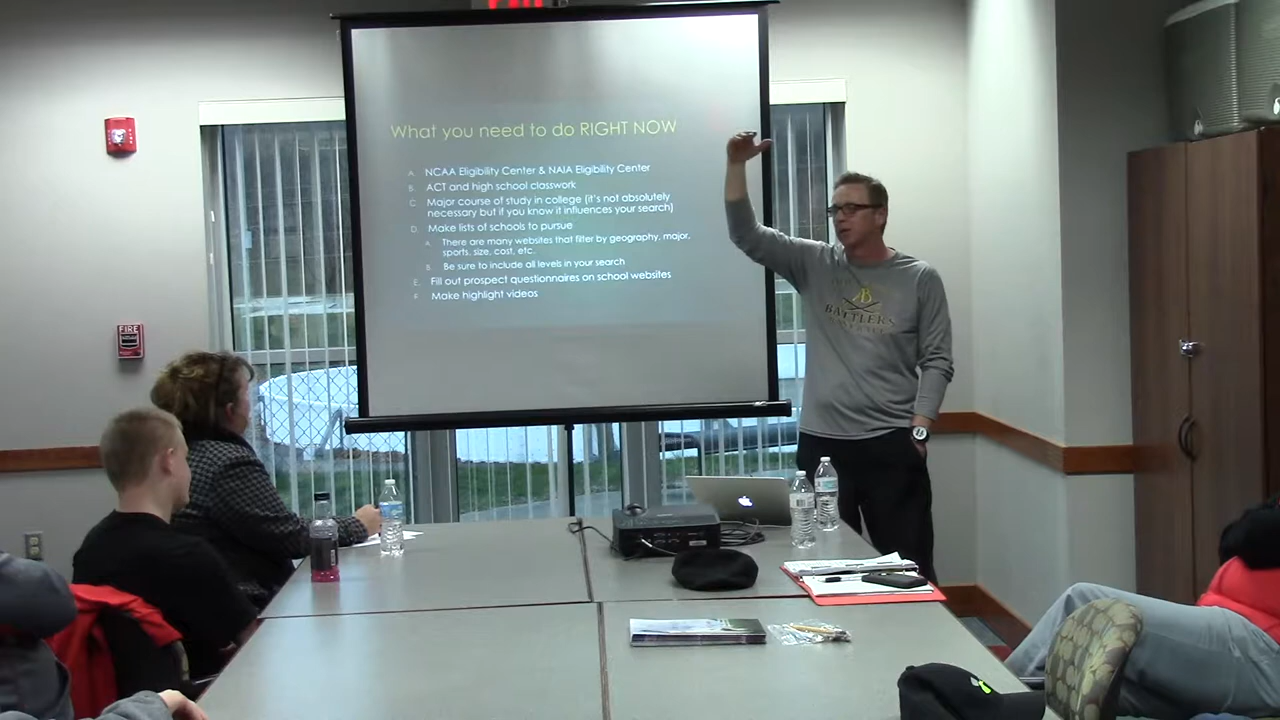 What you need to do RIGHT NOW
A. NCAA Eligibility Center & NAIA Eligibility Center
B. ACT and high school classwork
C. Major course of study in college (it's not absolutely
necessary but if you know it influences your search)
D. Make lists of schools to pursue
A. There are many websites that filter by geography, major,
sports, size, cost, etc.
B. Be sure to include all levels in your search
E. Fill out prospect questionnaires on school websites
F. Make highlight videos
AB
BATTLERS
BASEBALL
FIRE